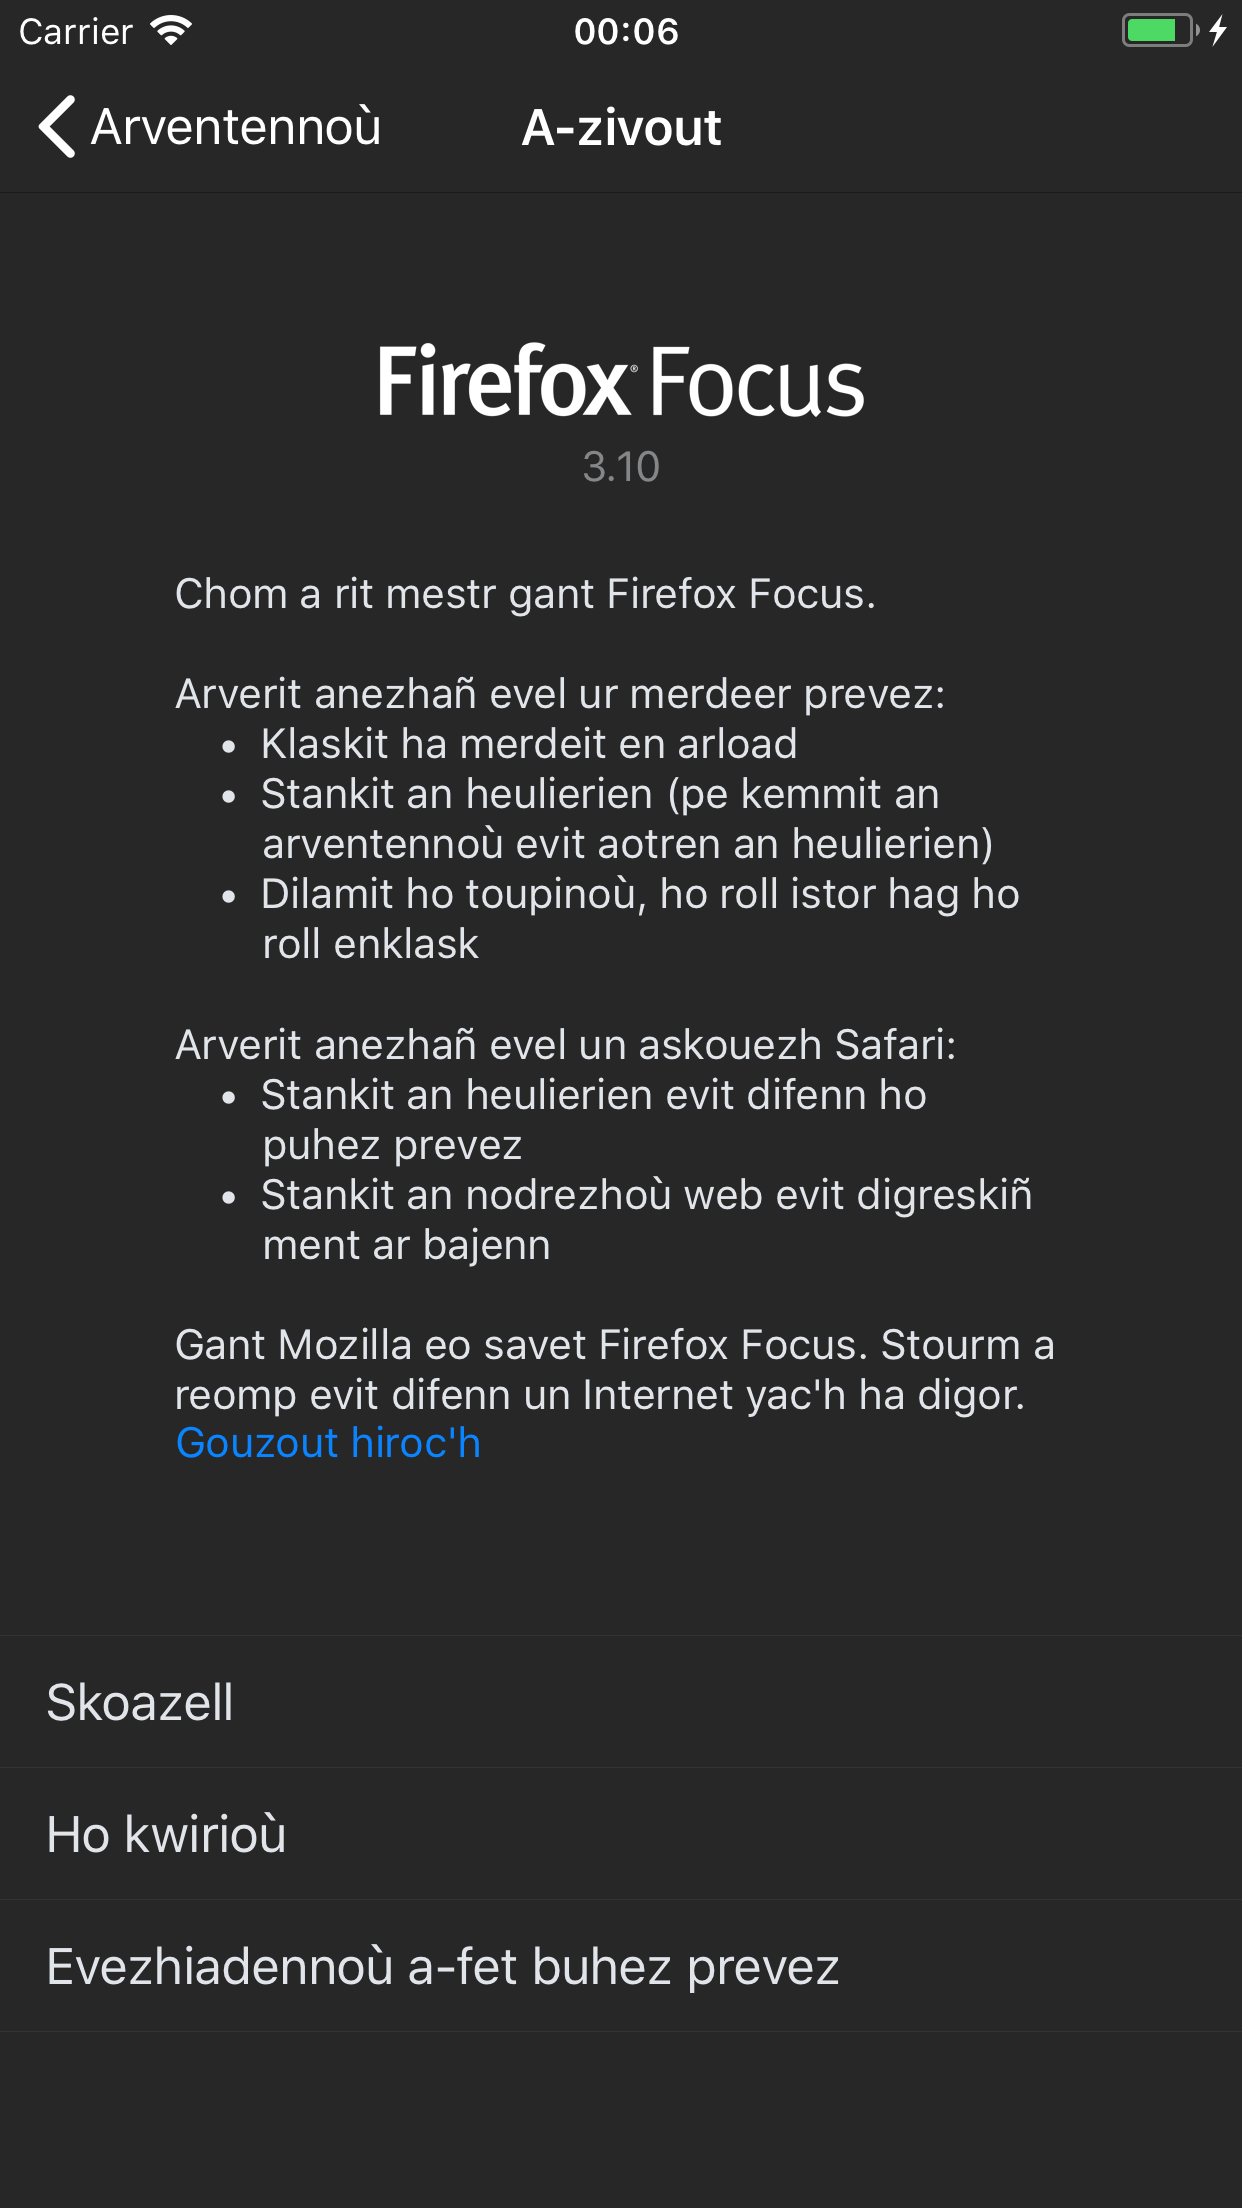 Carrier 00:06
Arventennoù A-zivout
Firefox® Focus
3.10
Chom a rit mestr gant Firefox Focus.
Arverit anezhañ evel ur merdeer prevez:
• Klaskit ha merdeit en arload
• Stankit an heulierien (pe kemmit an
arventennoù evit aotren an heulierien)
• Dilamit ho toupinoù, ho roll istor hag ho
roll enklask
Arverit anezhañ evel un askouezh Safari:
• Stankit an heulierien evit difenn ho
puhez prevez
• Stankit an nodrezhoù web evit digreskiñ
ment ar bajenn
Gant Mozilla eo savet Firefox Focus. Stourm a
reomp evit difenn un Internet yac'h ha digor.
Gouzout hiroc'h
Skoazell
Ho kwirioù
Evezhiadennoù a-fet buhez prevez